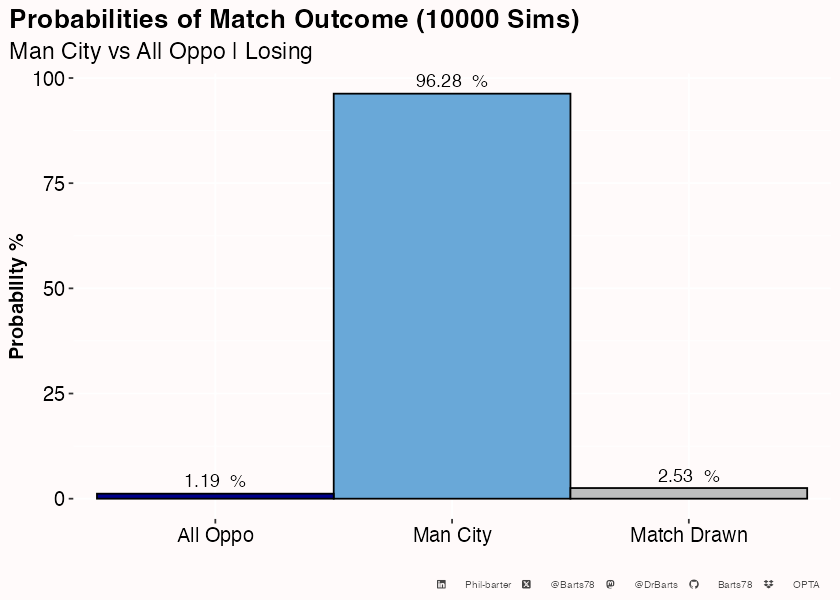 Probabilities of Match Outcome (10000 Sims)
Man City vs All Oppo | Losing
Probability %
100
75
50
25
0
1.19 %
96.28 %
2.53 %
All Oppo
Man City
Match Drawn
Phil-barter @Barts78 @DrBarts Barts78 OPTA